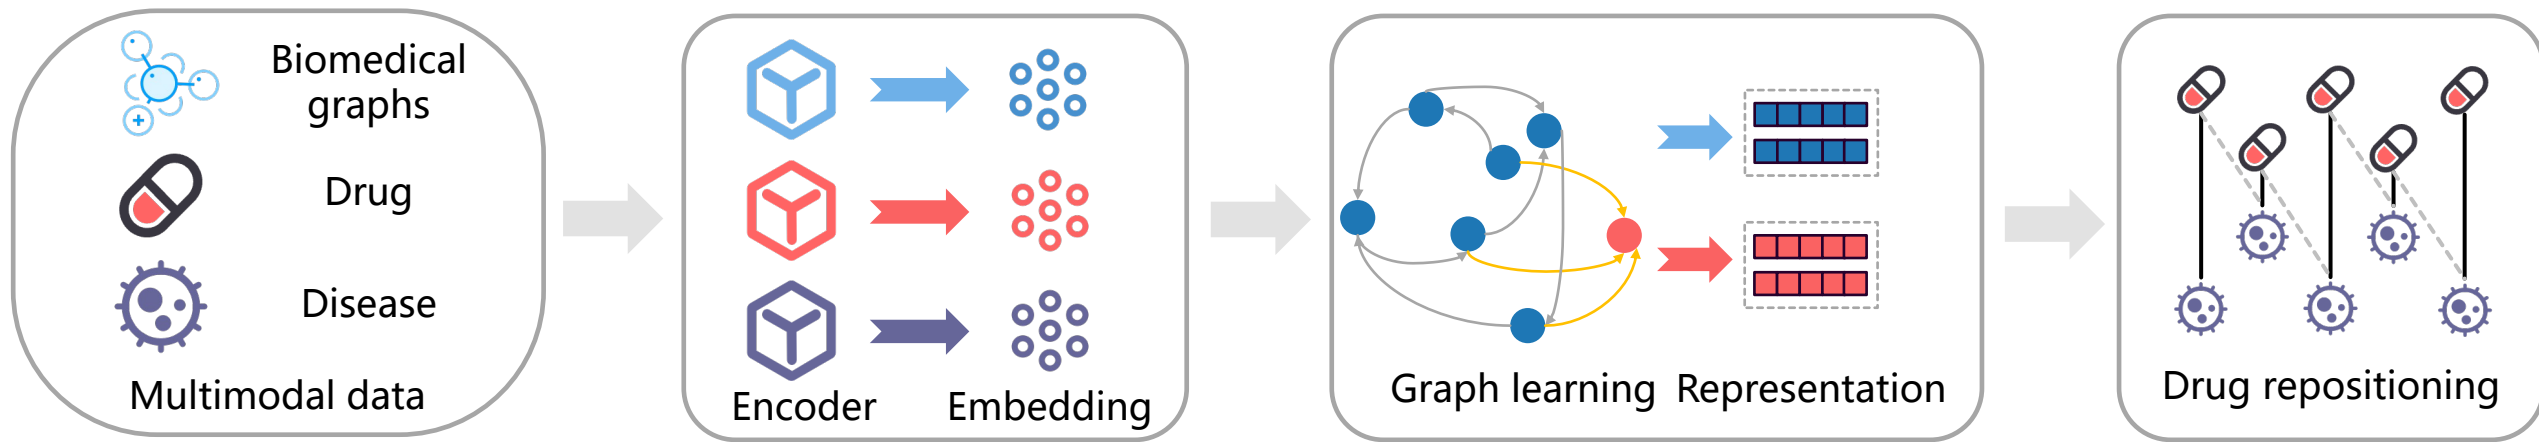 Biomedical
graphs
Drug
Disease
Multimodal data
Encoder
Embedding
Graph learning
Representation
Drug repositioning